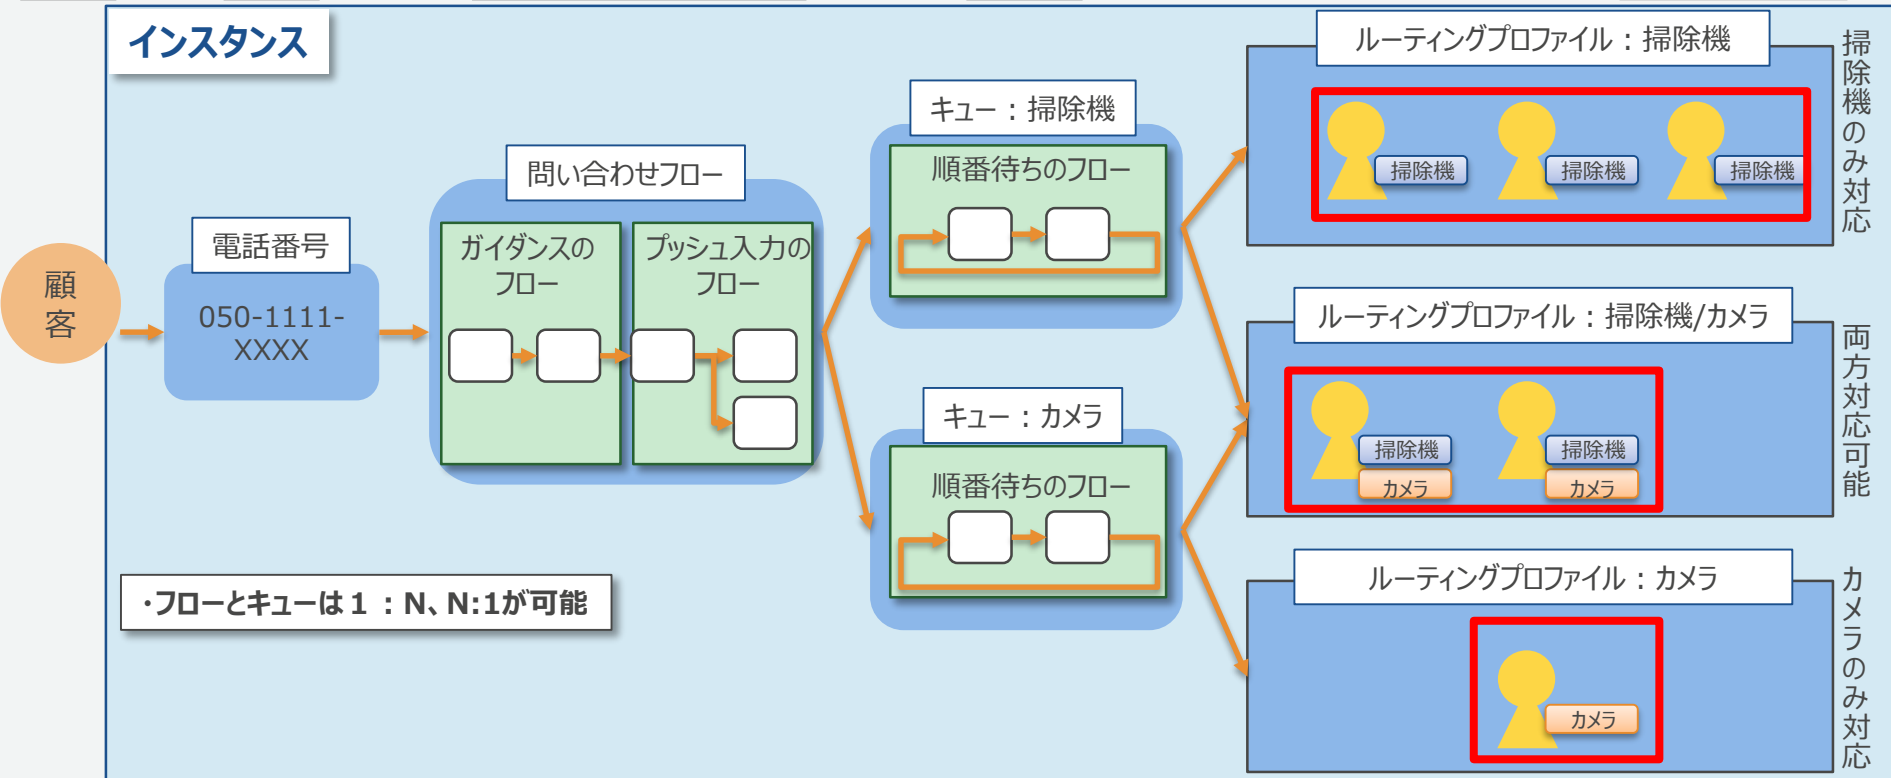 インスタンス
顧
客
電話番号
050-1111-
XXXX
問い合わせフロー
ガイダンスの
フロー
プッシュ入力の
フロー
キュー：掃除機
順番待ちのフロー
キュー：カメラ
順番待ちのフロー
ルーティングプロファイル：掃除機
掃除機
掃除機
掃除機
掃除機のみ対応
ルーティングプロファイル：掃除機/カメラ
掃除機
カメラ
掃除機
カメラ
両方対応可能
ルーティングプロファイル：カメラ
カメラ
カメラのみ対応
・フローとキューは１：N、N:1が可能